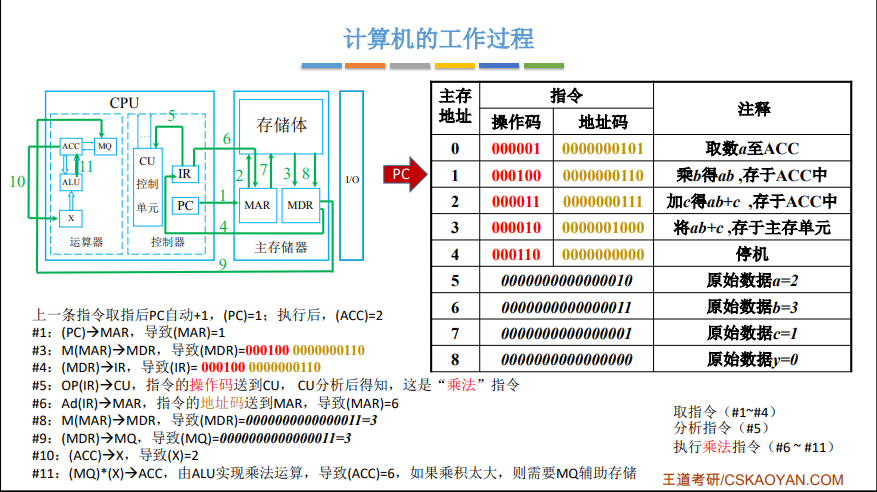 计算机的工作过程
CPU
ACC
MQ
ALU
X
运算器
CU
控制
单元
IR
PC
控制器
存储体
MAR
MDR
主存储器
I/O
1
2
3
4
5
6
7
8
9
10
11
PC
主存地址 指令 注释
操作码 地址码
0 000001 0000000101 取数a至ACC
1 000100 0000000110 乘b得ab ,存于ACC中
2 000011 0000000111 加c得ab+c ,存于ACC中
3 000010 0000001000 将ab+c ,存于主存单元
4 000110 0000000000 停机
5 0000000000000010 原始数据a=2
6 0000000000000011 原始数据b=3
7 0000000000000001 原始数据c=1
8 0000000000000000 原始数据y=0
上一条指令取指后PC自动+1，(PC)=1；执行后，(ACC)=2
#1：(PC)→MAR，导致(MAR)=1
#3：M(MAR)→MDR，导致(MDR)=000100 0000000110
#4：(MDR)→IR，导致(IR)= 000100 0000000110
#5：OP(IR)→CU，指令的操作码送到CU， CU分析后得知，这是“乘法”指令
#6：Ad(IR)→MAR，指令的地址码送到MAR，导致(MAR)=6
#8：M(MAR)→MDR，导致(MDR)=0000000000000011=3
#9：(MDR)→MQ，导致(MQ)=0000000000000011=3
#10：(ACC)→X，导致(X)=2
#11：(MQ)*(X)→ACC，由ALU实现乘法运算，导致(ACC)=6，如果乘积太大，则需要MQ辅助存储
取指令（#1~#4）
分析指令（#5）
执行乘法指令（#6 ~ #11）
王道考研/CSKAOYAN.COM